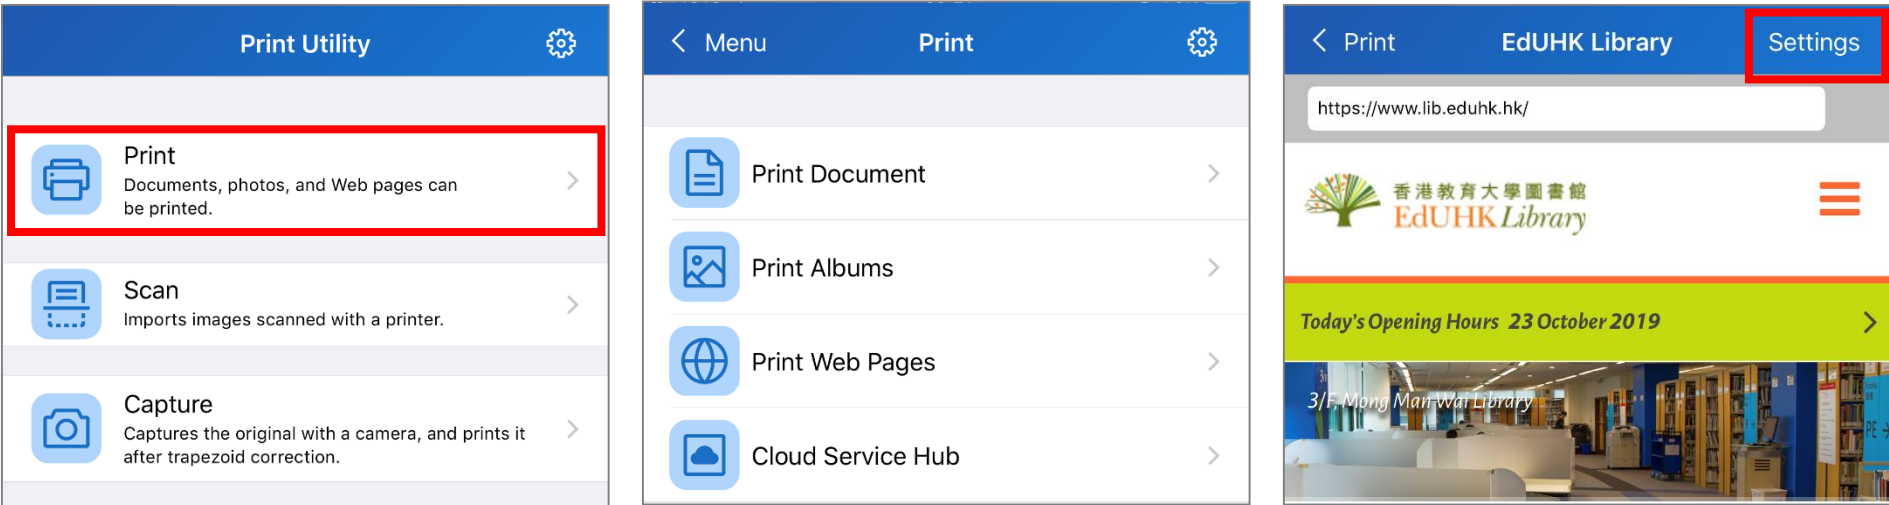 Print Utility
Print
Documents, photos, and Web pages can
be printed.
Scan
Imports images scanned with a printer.
Capture
Captures the original with a camera, and prints it
after trapezoid correction.
Menu
Print
Print Document
Print Albums
Print Web Pages
Cloud Service Hub
Print
EdUHK Library
Settings
https://www.lib.eduhk.hk/
香港教育大學圖書館
EdUHK Library
Today's Opening Hours 23 October 2019
3/F, Mong Man Wai Library
PE